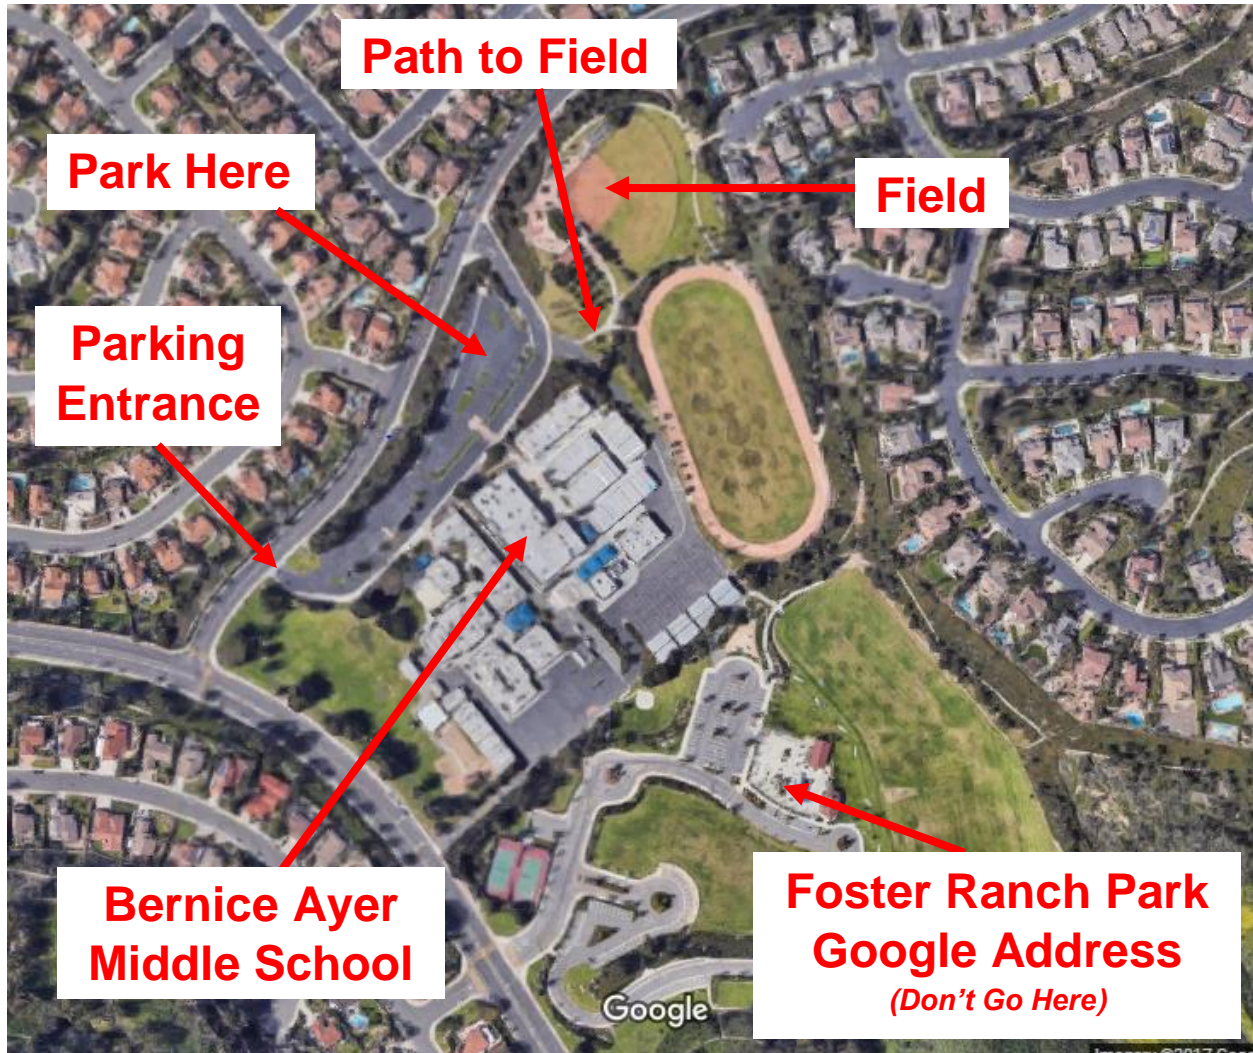 Path to Field
Park Here
Field
Parking
Entrance
Bernice Ayer
Middle School
Foster Ranch Park
Google Address
(Don't Go Here)
Google